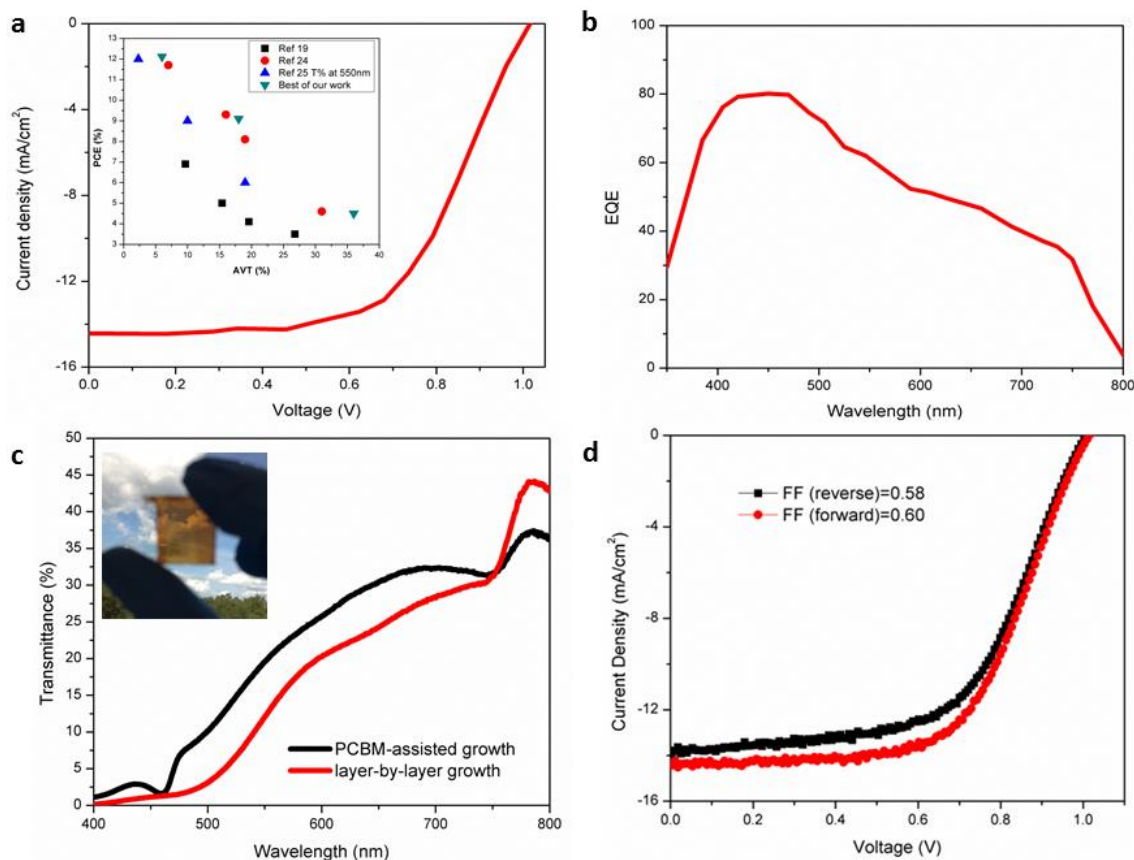 a
0
-4
-8
-12
-16
Current density (mA/cm²)
0.0 0.2 0.4 0.6 0.8 1.0
Voltage (V)
13
12
11
10
9
8
7
6
5
4
3
PCE (%)
0 5 10 15 20 25 30 35 40
AVT (%)
Ref 19
Ref 24
Ref 25 T% at 550nm
Best of our work
b
100
80
60
40
20
0
EQE
400 500 600 700 800
Wavelength (nm)
c
50
45
40
35
30
25
20
15
10
5
0
Transmittance (%)
PCBM-assisted growth
layer-by-layer growth
400 500 600 700 800
Wavelength (nm)
d
0
-4
-8
-12
-16
Current Density (mA/cm²)
FF (reverse)=0.58
FF (forward)=0.60
0.0 0.2 0.4 0.6 0.8 1.0
Voltage (V)